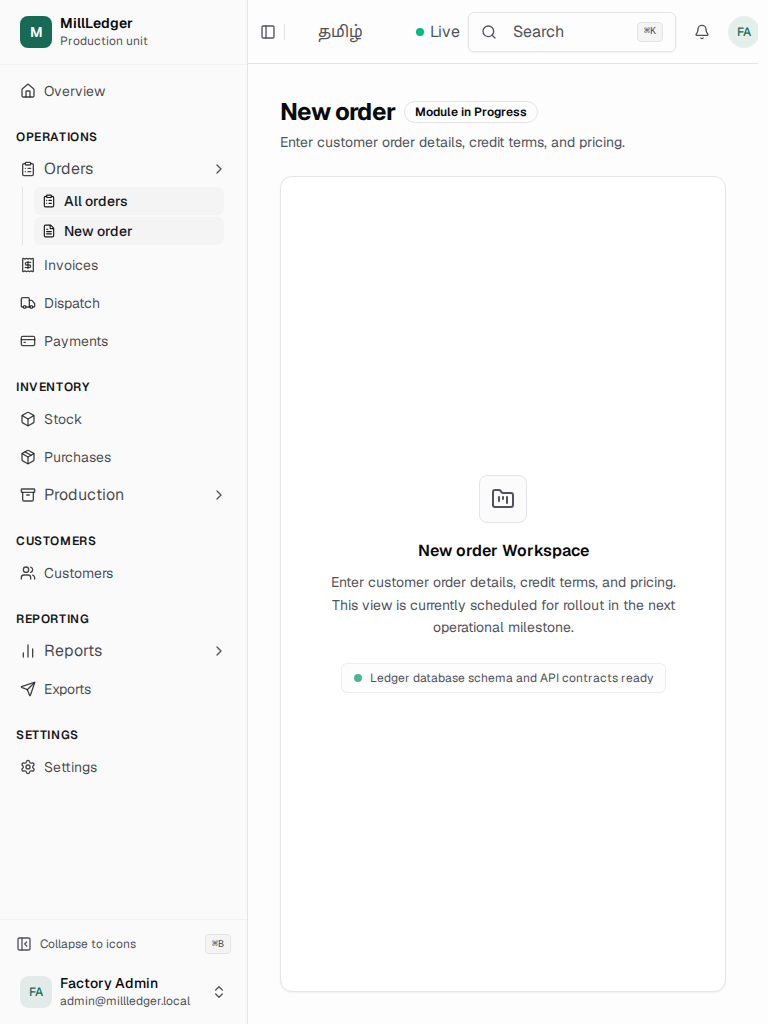 M
MillLedger
Production unit
Overview
OPERATIONS
Orders
All orders
New order
Invoices
Dispatch
Payments
INVENTORY
Stock
Purchases
Production
CUSTOMERS
Customers
REPORTING
Reports
Exports
SETTINGS
Settings
Collapse to icons ⌘B
FA
Factory Admin
admin@millledger.local
தமிழ் Live Search ⌘K FA
New order Module in Progress
Enter customer order details, credit terms, and pricing.
New order Workspace
Enter customer order details, credit terms, and pricing.
This view is currently scheduled for rollout in the next
operational milestone.
Ledger database schema and API contracts ready